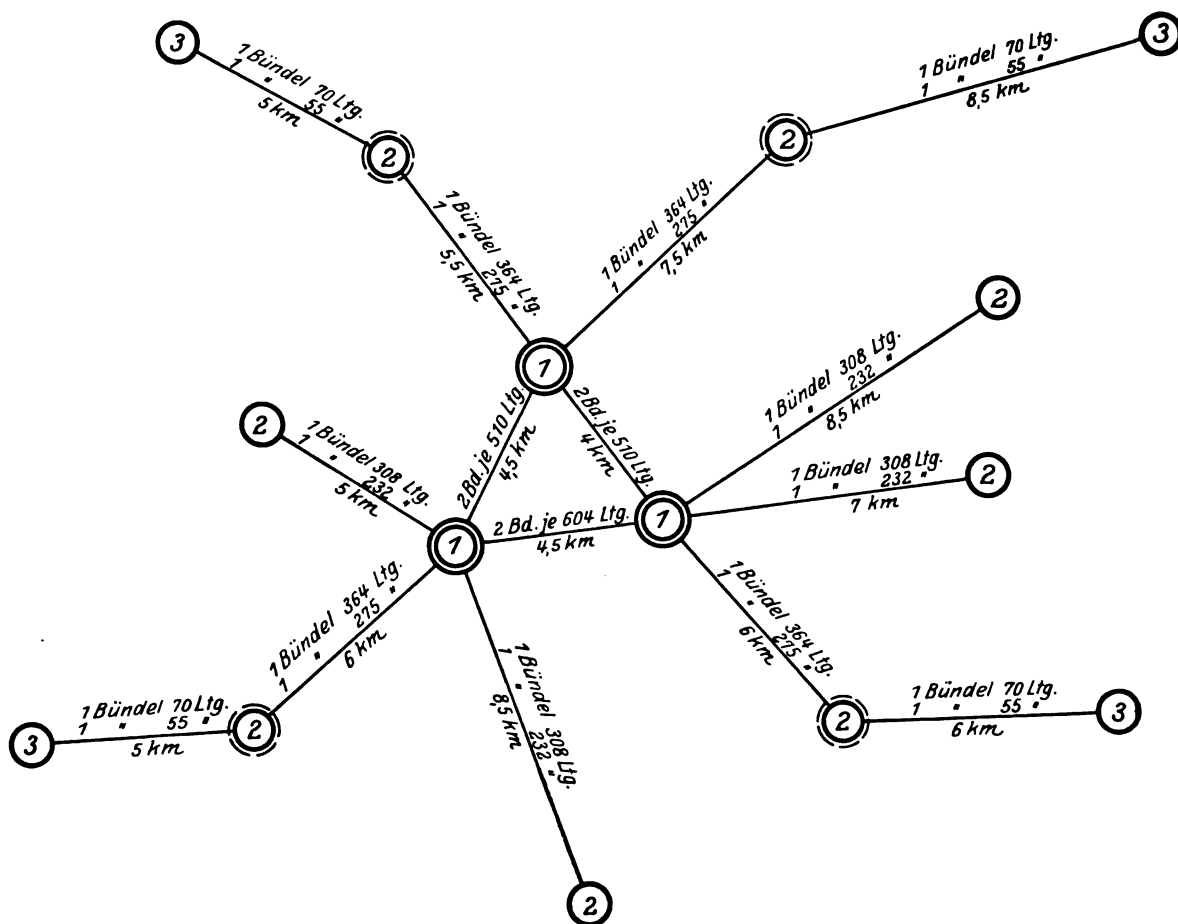 3
1 Bündel 70 Ltg.
1 " 55 "
5 km
2
1 Bündel 364 Ltg.
1 " 275 "
5,5 km
3
1 Bündel 70 Ltg.
1 " 55 "
8,5 km
2
1 Bündel 364 Ltg.
1 " 275 "
7,5 km
1
2 Bd. je 510 Ltg.
4,5 km
2 Bd. je 510 Ltg.
4 km
2
1 Bündel 308 Ltg.
1 " 232 "
8,5 km
2
1 Bündel 308 Ltg.
1 " 232 "
5 km
2
1 Bündel 308 Ltg.
1 " 232 "
7 km
1
2 Bd. je 604 Ltg.
4,5 km
1
1 Bündel 364 Ltg.
1 " 275 "
6 km
1 Bündel 364 Ltg.
1 " 275 "
6 km
1 Bündel 308 Ltg.
1 " 232 "
8,5 km
3
1 Bündel 70 Ltg.
1 " 55 "
5 km
2
2
1 Bündel 70 Ltg.
1 " 55 "
6 km
3
2